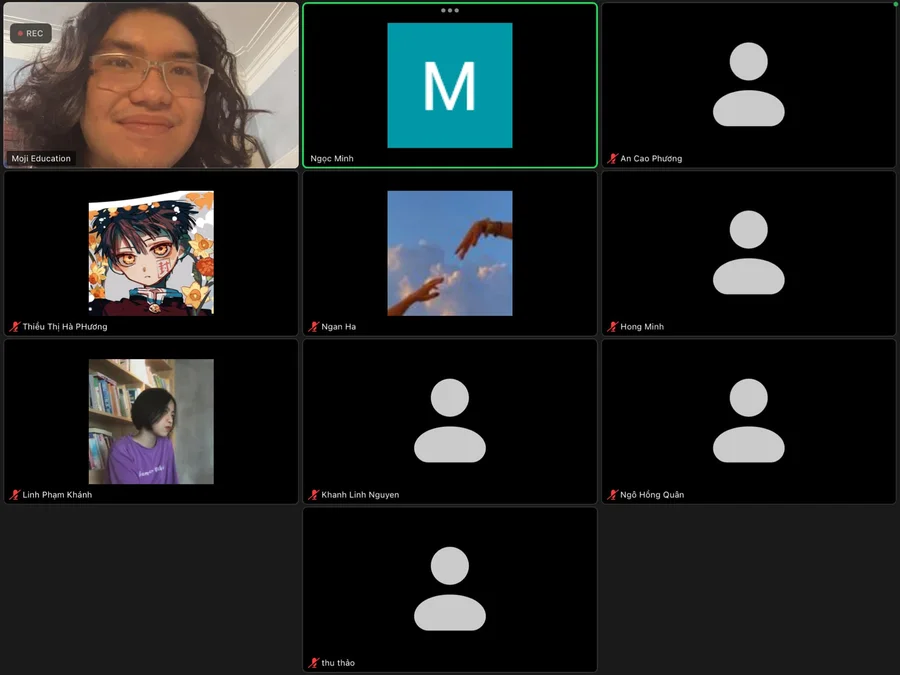 REC
Moji Education
M
Ngọc Minh
An Cao Phương
Thiều Thị Hà PHương
Ngan Ha
Hong Minh
Linh Phạm Khánh
Khanh Linh Nguyen
Ngô Hồng Quân
thu thảo